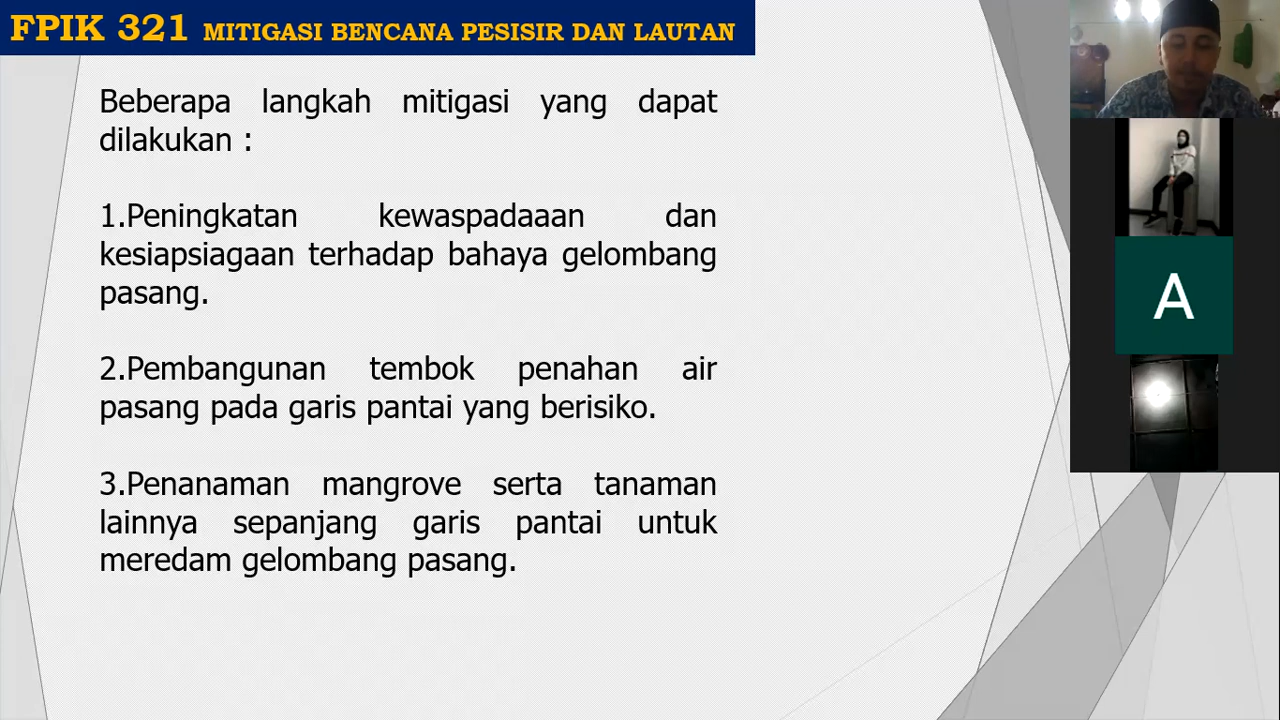 FPIK 321 MITIGASI BENCANA PESISIR DAN LAUTAN
Beberapa langkah mitigasi yang dapat
dilakukan :
1.Peningkatan kewaspadaaan dan
kesiapsiagaan terhadap bahaya gelombang
pasang.
2.Pembangunan tembok penahan air
pasang pada garis pantai yang berisiko.
3.Penanaman mangrove serta tanaman
lainnya sepanjang garis pantai untuk
meredam gelombang pasang.
A